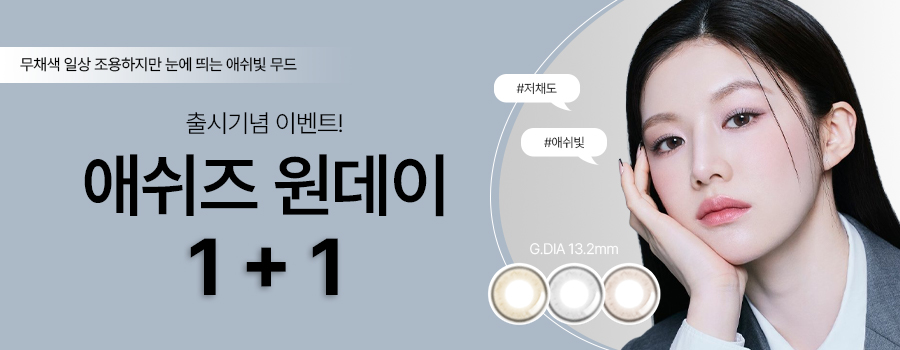 무채색 일상 조용하지만 눈에 띄는 애쉬빛 무드
출시기념 이벤트!
애쉬즈 원데이
1 + 1
#저채도
#애쉬빛
G.DIA 13.2mm